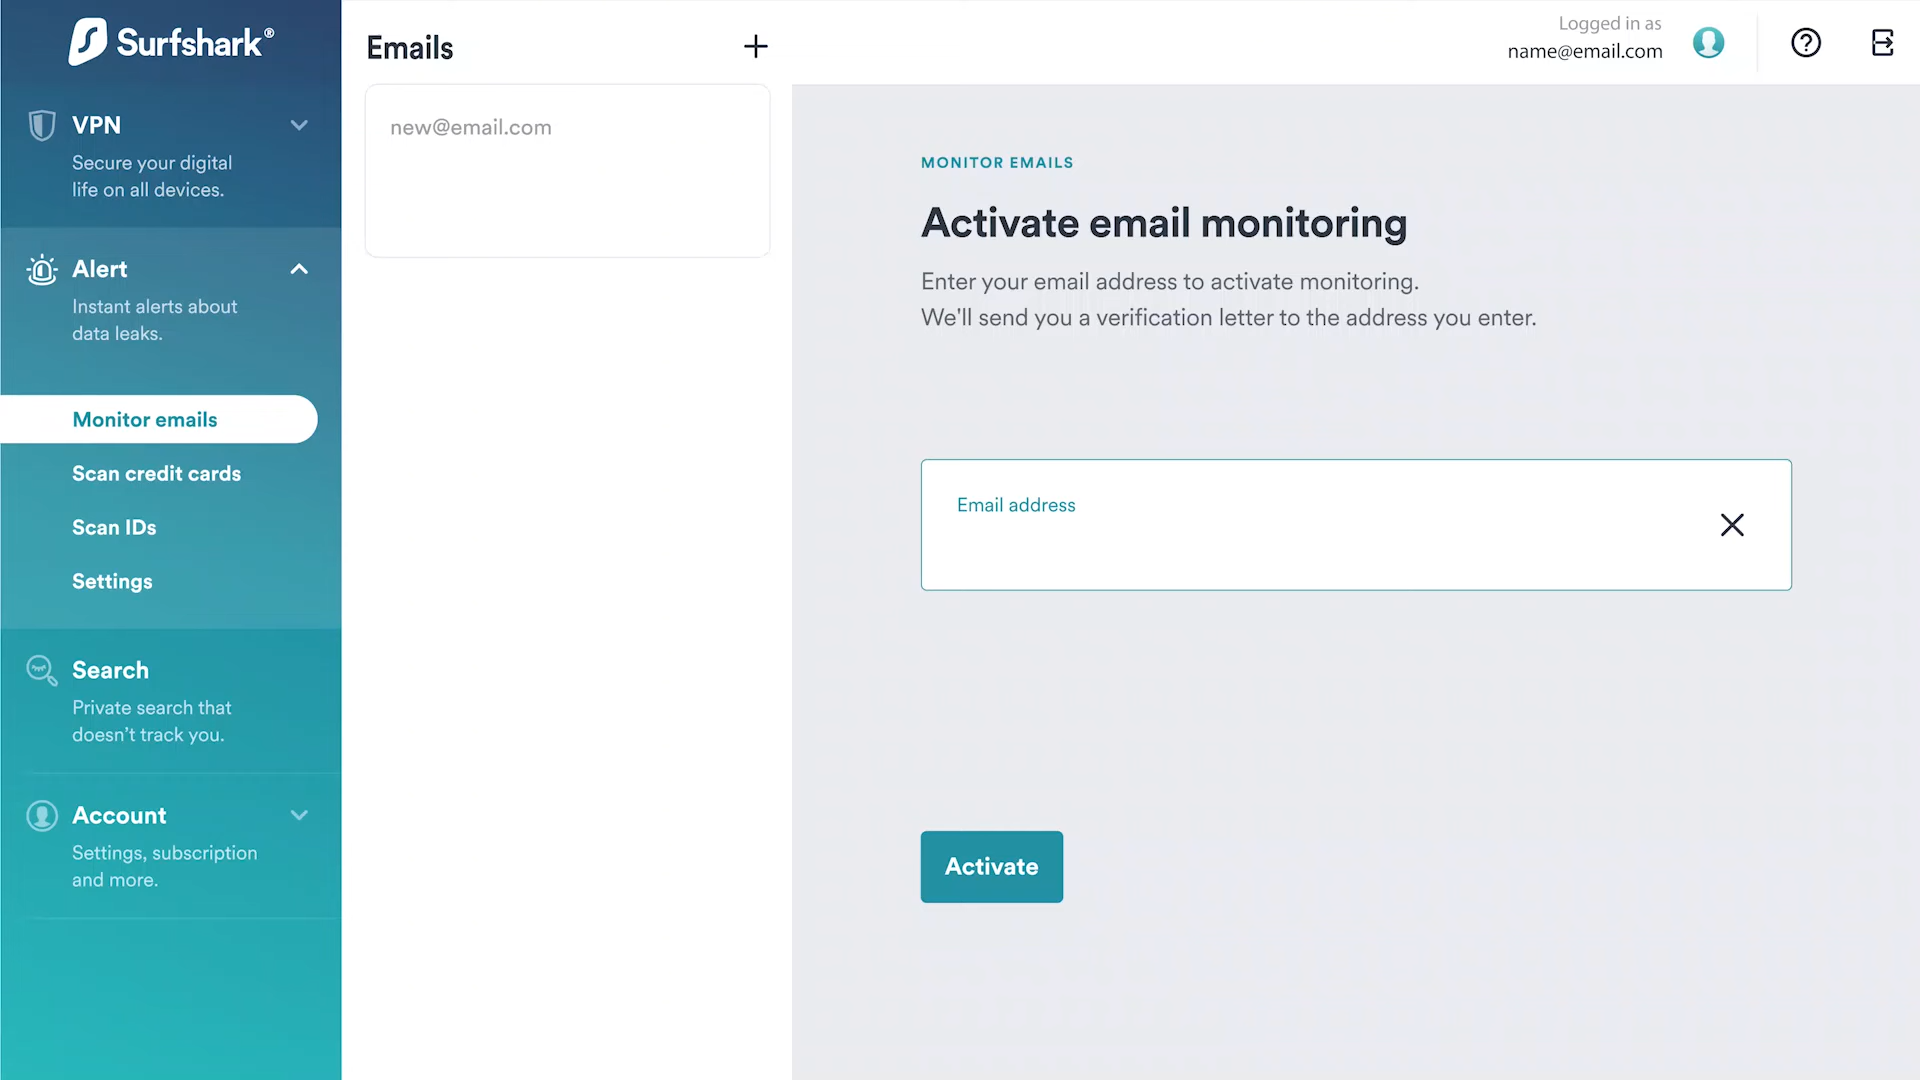 Surfshark®
VPN
Secure your digital
life on all devices.
Alert
Instant alerts about
data leaks.
Monitor emails
Scan credit cards
Scan IDs
Settings
Search
Private search that
doesn't track you.
Account
Settings, subscription
and more.
Emails
new@email.com
Logged in as
name@email.com
MONITOR EMAILS
Activate email monitoring
Enter your email address to activate monitoring.
We'll send you a verification letter to the address you enter.
Email address
Activate